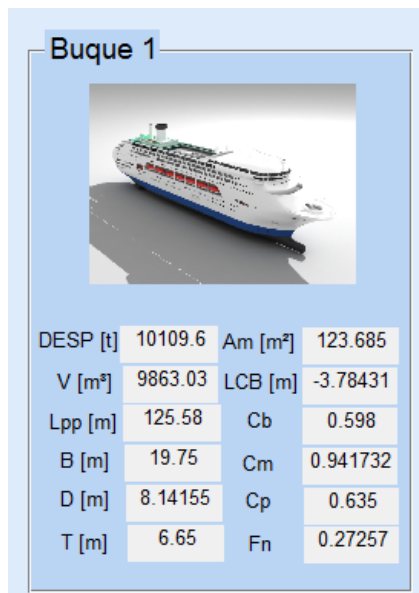 Buque 1
DESP [t] 10109.6 Am [m²] 123.685
V [m³] 9863.03 LCB [m] -3.78431
Lpp [m] 125.58 Cb 0.598
B [m] 19.75 Cm 0.941732
D [m] 8.14155 Cp 0.635
T [m] 6.65 Fn 0.27257